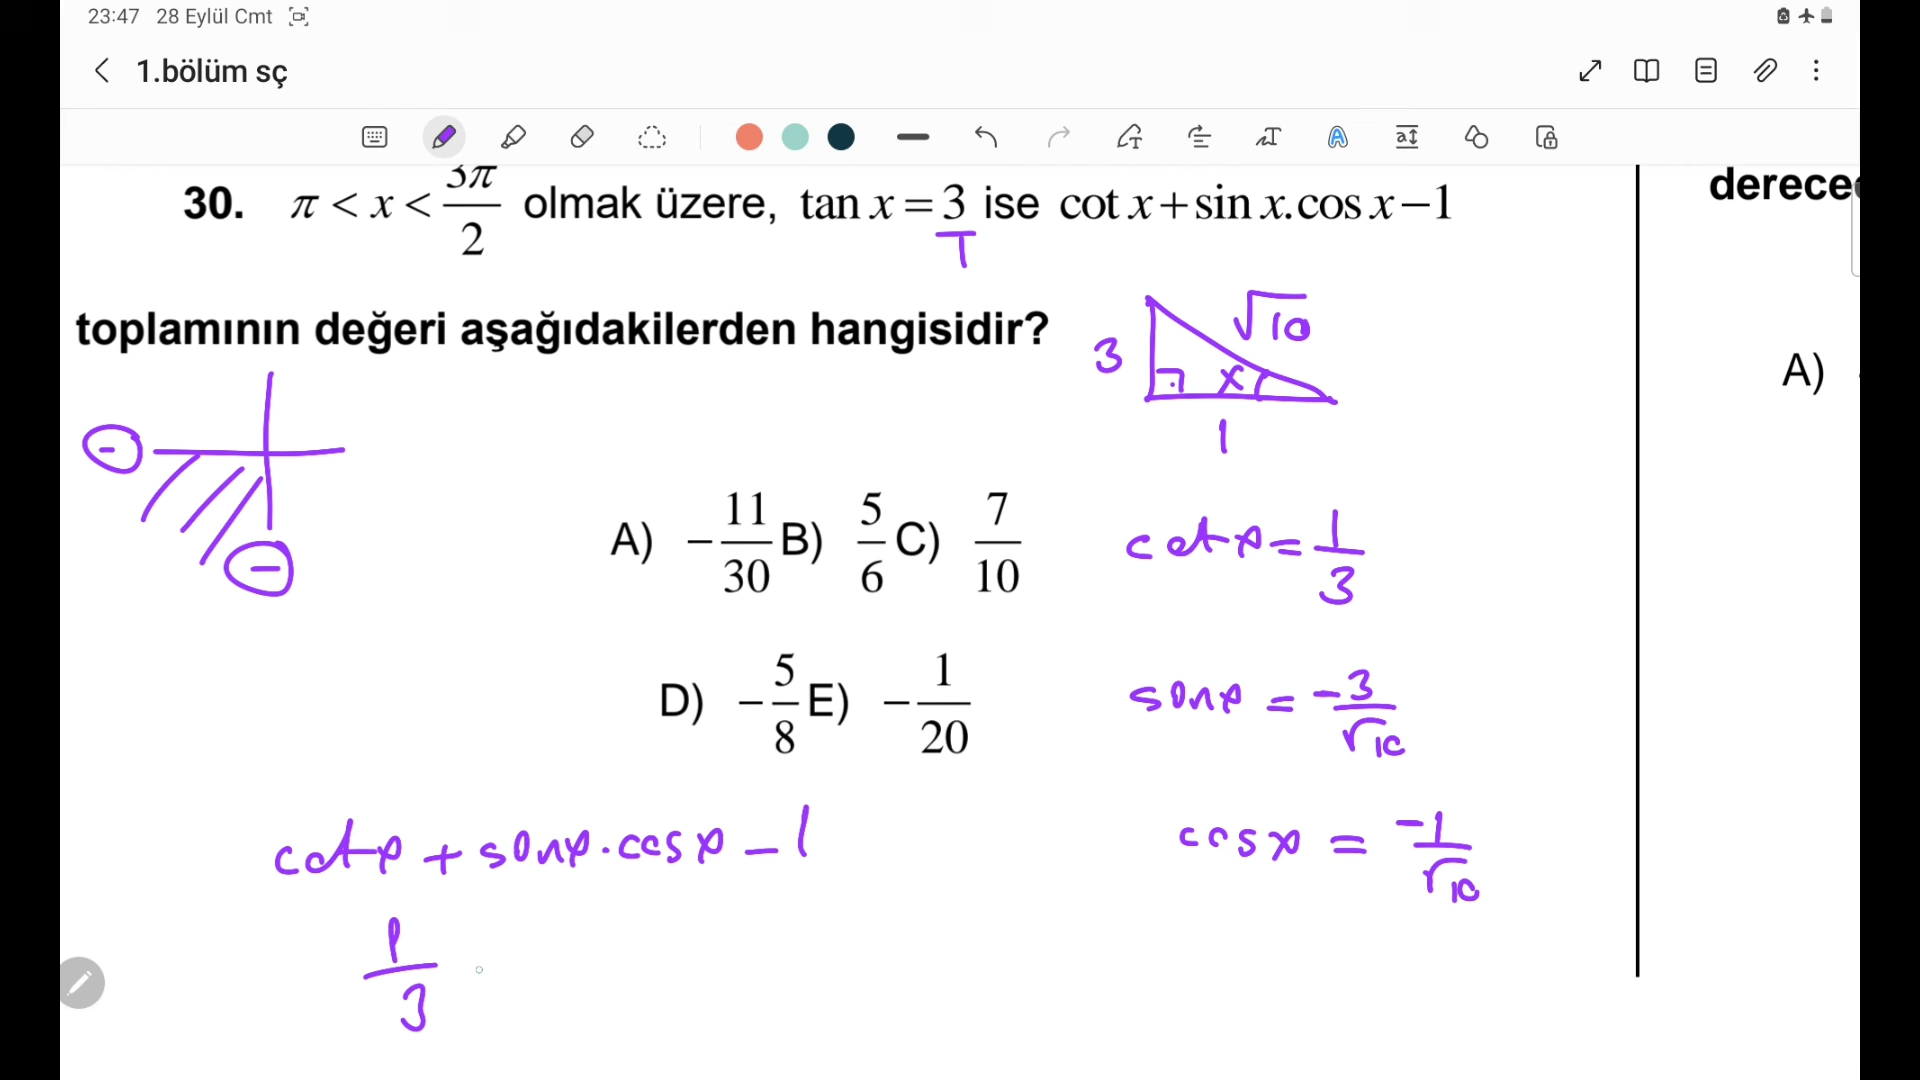 23:47 28 Eylül Cmt
1.bölüm sç
30. π < x < 3π/2 olmak üzere, tan x = 3 ise cot x + sin x.cos x − 1
1
toplamının değeri aşağıdakilerden hangisidir?
3 √10
x
1
A) −11/30 B) 5/6 C) 7/10
D) −5/8 E) −1/20
cotx = 1/3
sinx = −3/√10
cosx = −1/√10
cotx + sinx.cosx − 1
1/3
derece
A)